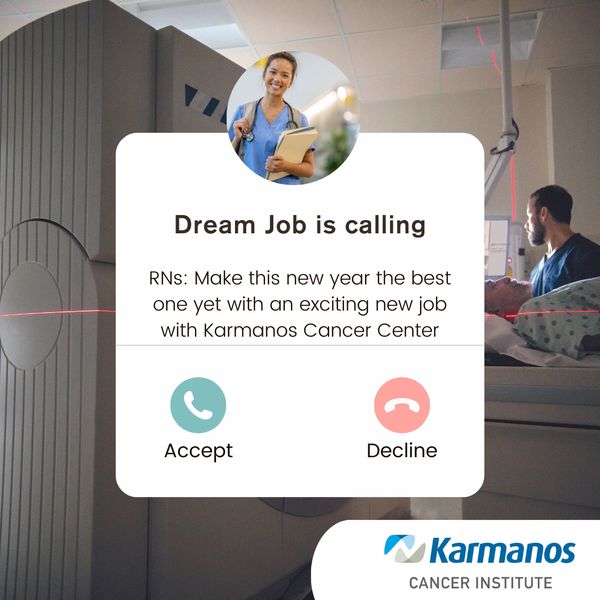 Dream Job is calling
RNs: Make this new year the best
one yet with an exciting new job
with Karmanos Cancer Center
Accept
Decline
Karmanos
CANCER INSTITUTE